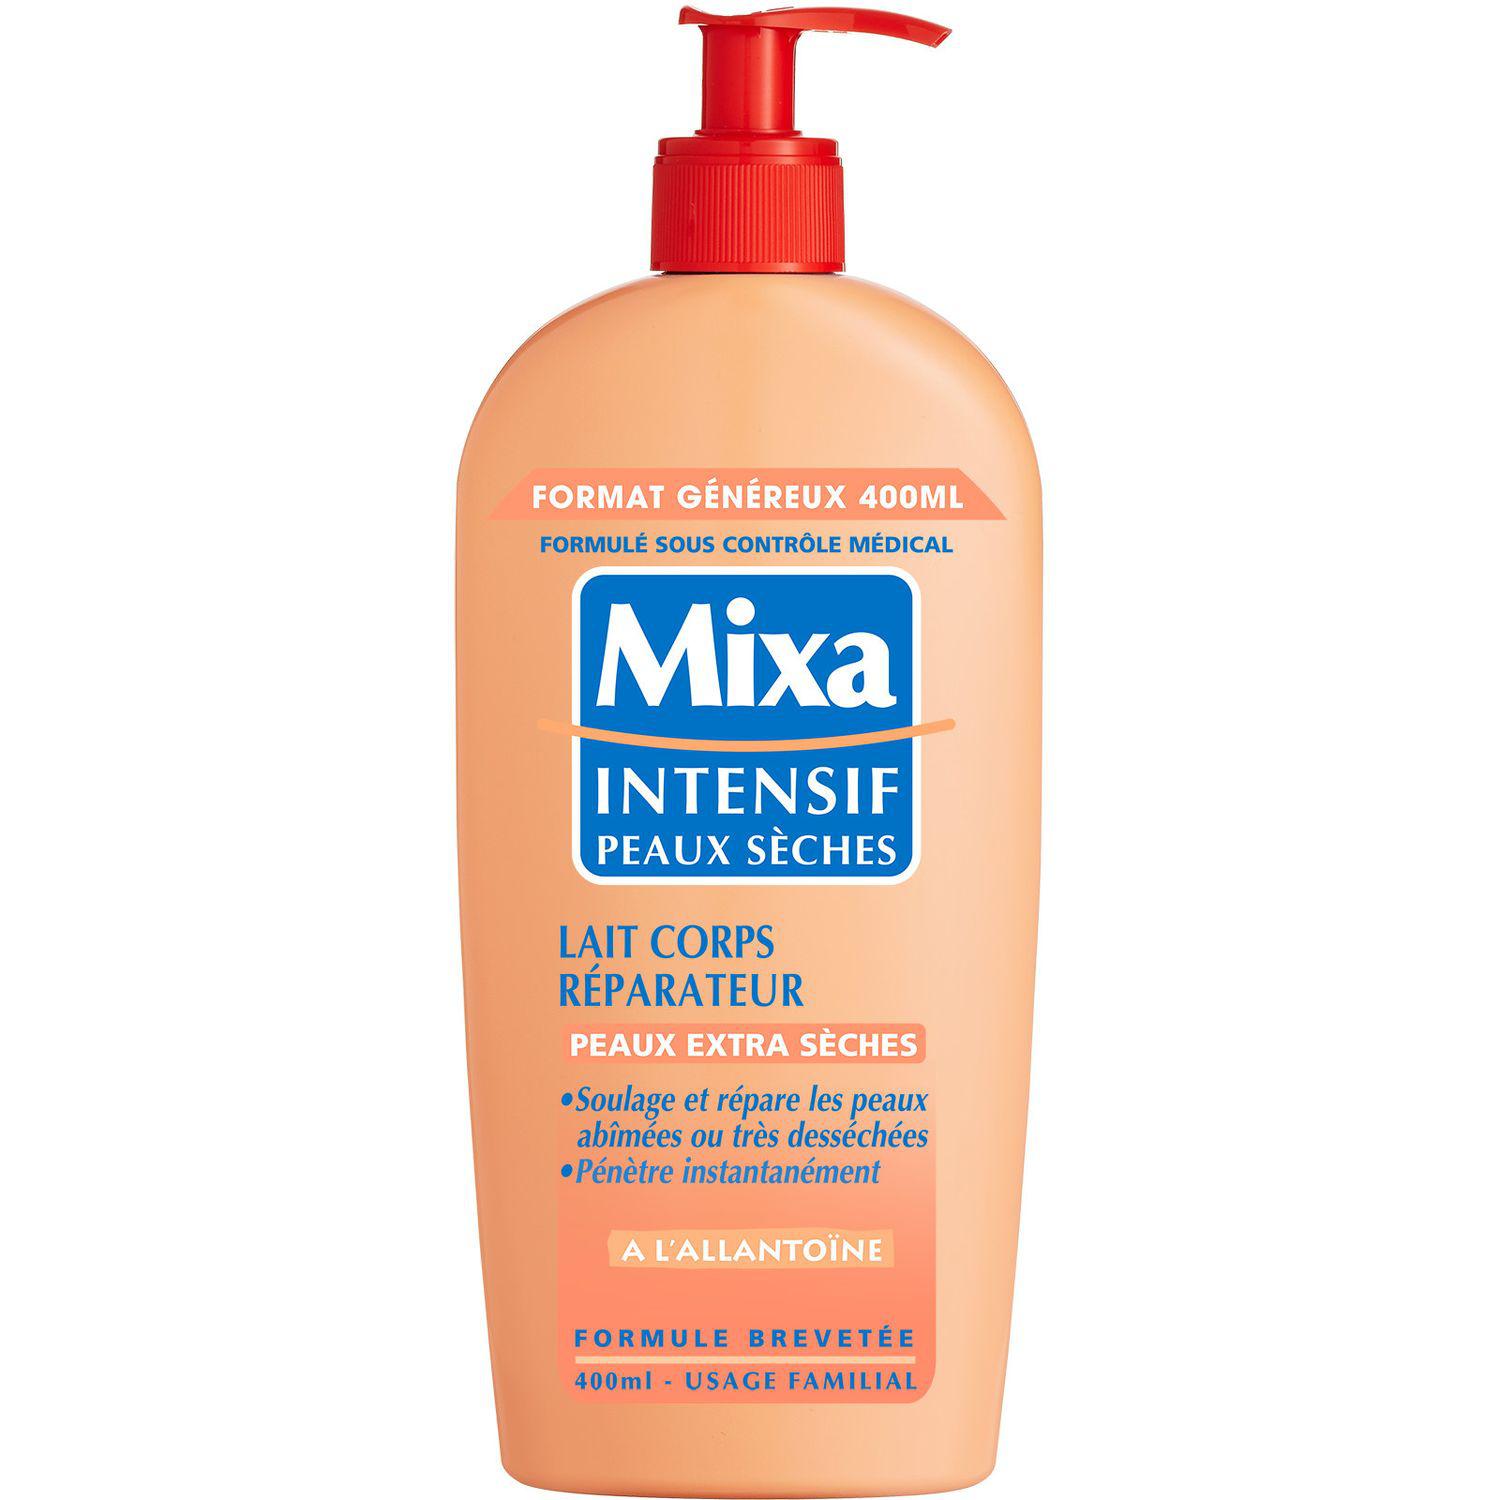 FORMAT GÉNÉREUX 400ML
FORMULÉ SOUS CONTRÔLE MÉDICAL
Mixa
INTENSIF
PEAUX SÈCHES
LAIT CORPS
RÉPARATEUR
PEAUX EXTRA SÈCHES
•Soulage et répare les peaux
abîmées ou très desséchées
•Pénètre instantanément
A L'ALLANTOÏNE
FORMULE BREVETÉE
400ml - USAGE FAMILIAL